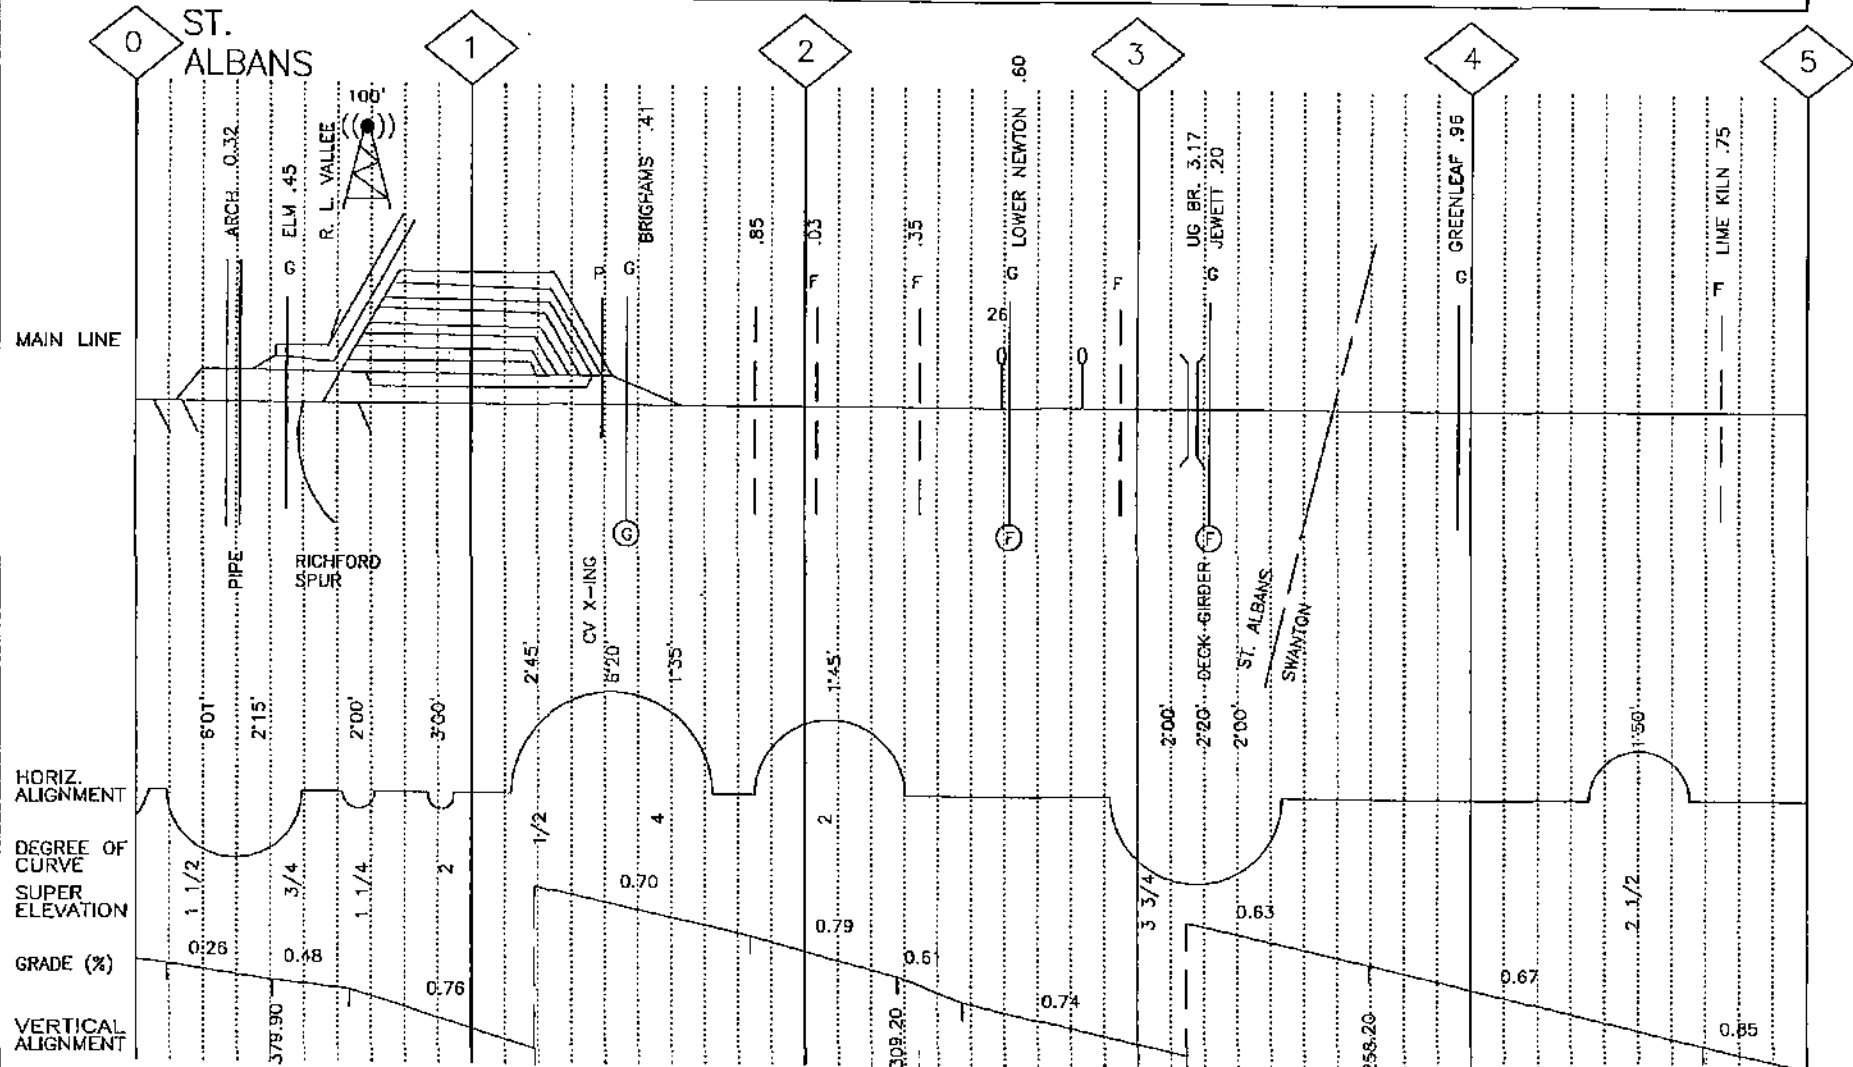 0
ST.
ALBANS
1
2
3
4
5
100'
ARCH. 0.32
ELM .45
R. L. VALLEE
BRIGHAMS .41
.85
.03
.35
LOWER NEWTON .60
UG BR. 3.17
JEWETT .20
GREENLEAF .96
LIME KILN .75
G
P
G
F
F
G
F
G
G
F
26
MAIN LINE
G
F
F
PIPE
RICHFORD
SPUR
CV X-ING
DECK GIRDER
ST. ALBANS
SWANTON
6°01'
2°15'
2°00'
3°00'
2°45'
6°20'
1°35'
1°45'
2°00'
2°20'
2°00'
1°50'
HORIZ.
ALIGNMENT
DEGREE OF
CURVE
SUPER
ELEVATION
1 1/2
3/4
1 1/4
2
1/2
4
2
3 3/4
2 1/2
GRADE (%)
0.26
0.48
0.76
0.70
0.79
0.61
0.74
0.63
0.67
0.85
VERTICAL
ALIGNMENT
379.90
309.20